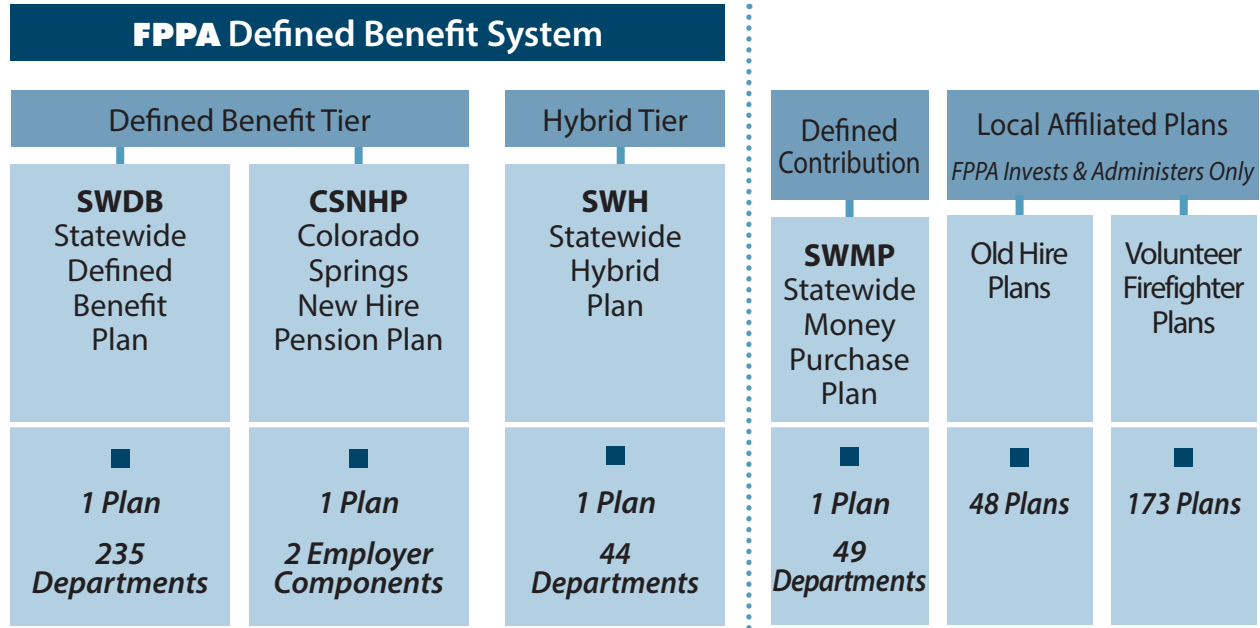 FPPA Defined Benefit System
Defined Benefit Tier
SWDB
Statewide
Defined
Benefit
Plan
1 Plan
235
Departments
CSNHP
Colorado
Springs
New Hire
Pension Plan
1 Plan
2 Employer
Components
Hybrid Tier
SWH
Statewide
Hybrid
Plan
1 Plan
44
Departments
Defined
Contribution
SWMP
Statewide
Money
Purchase
Plan
1 Plan
49
Departments
Local Affiliated Plans
FPPA Invests & Administers Only
Old Hire
Plans
48 Plans
Volunteer
Firefighter
Plans
173 Plans